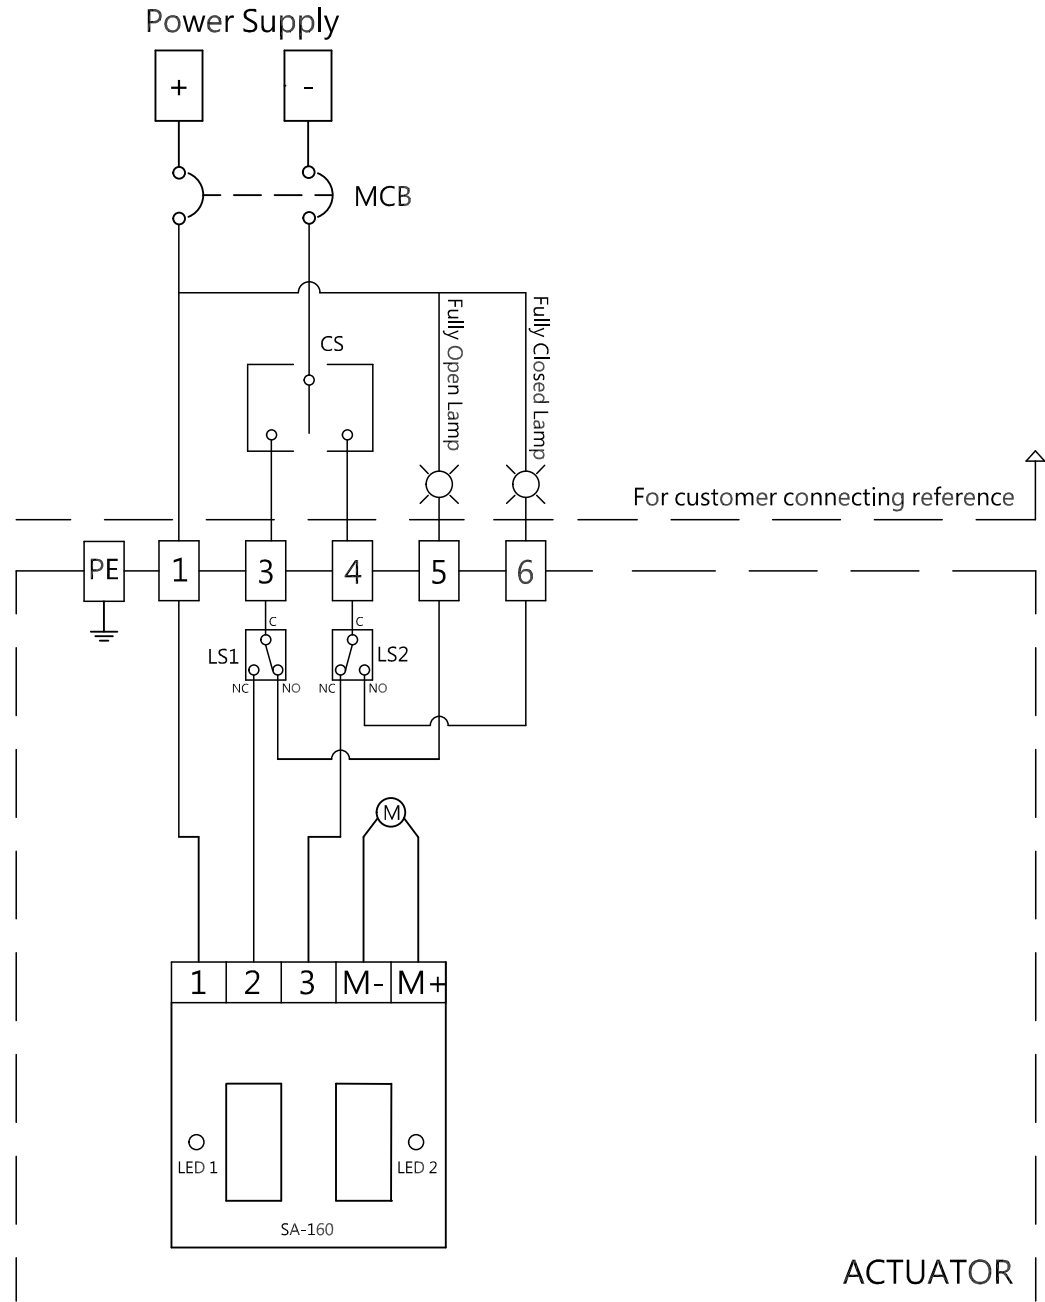 Power Supply
+ -
MCB
CS
Fully Open Lamp
Fully Closed Lamp
For customer connecting reference
PE 1 3 4 5 6
C C
LS1 LS2
NC NO NC NO
M
1 2 3 M- M+
LED 1 LED 2
SA-160
ACTUATOR